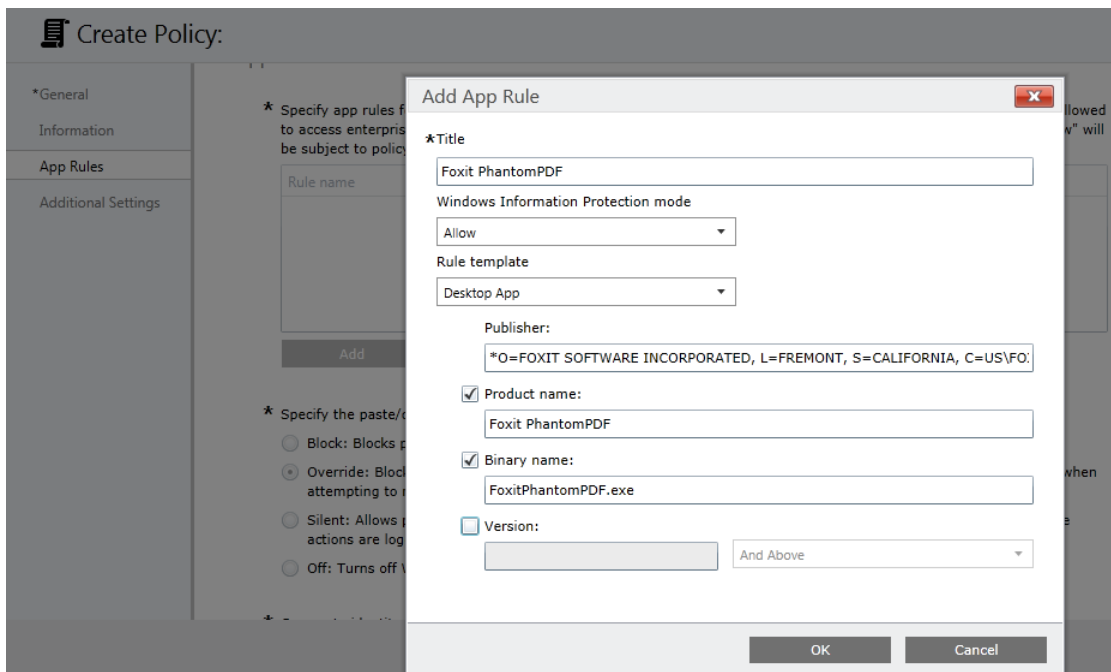 Create Policy:
*General
Information
App Rules
Additional Settings
* Specify app rules f
to access enterpris
be subject to policy
Rule name
Add
* Specify the paste/
Block: Blocks p
Override: Block
attempting to r
Silent: Allows p
actions are log
Off: Turns off
llowed
w" will
when
e
Add App Rule
*Title
Foxit PhantomPDF
Windows Information Protection mode
Allow
Rule template
Desktop App
Publisher:
*O=FOXIT SOFTWARE INCORPORATED, L=FREMONT, S=CALIFORNIA, C=US\FO
Product name:
Foxit PhantomPDF
Binary name:
FoxitPhantomPDF.exe
Version:
And Above
OK
Cancel